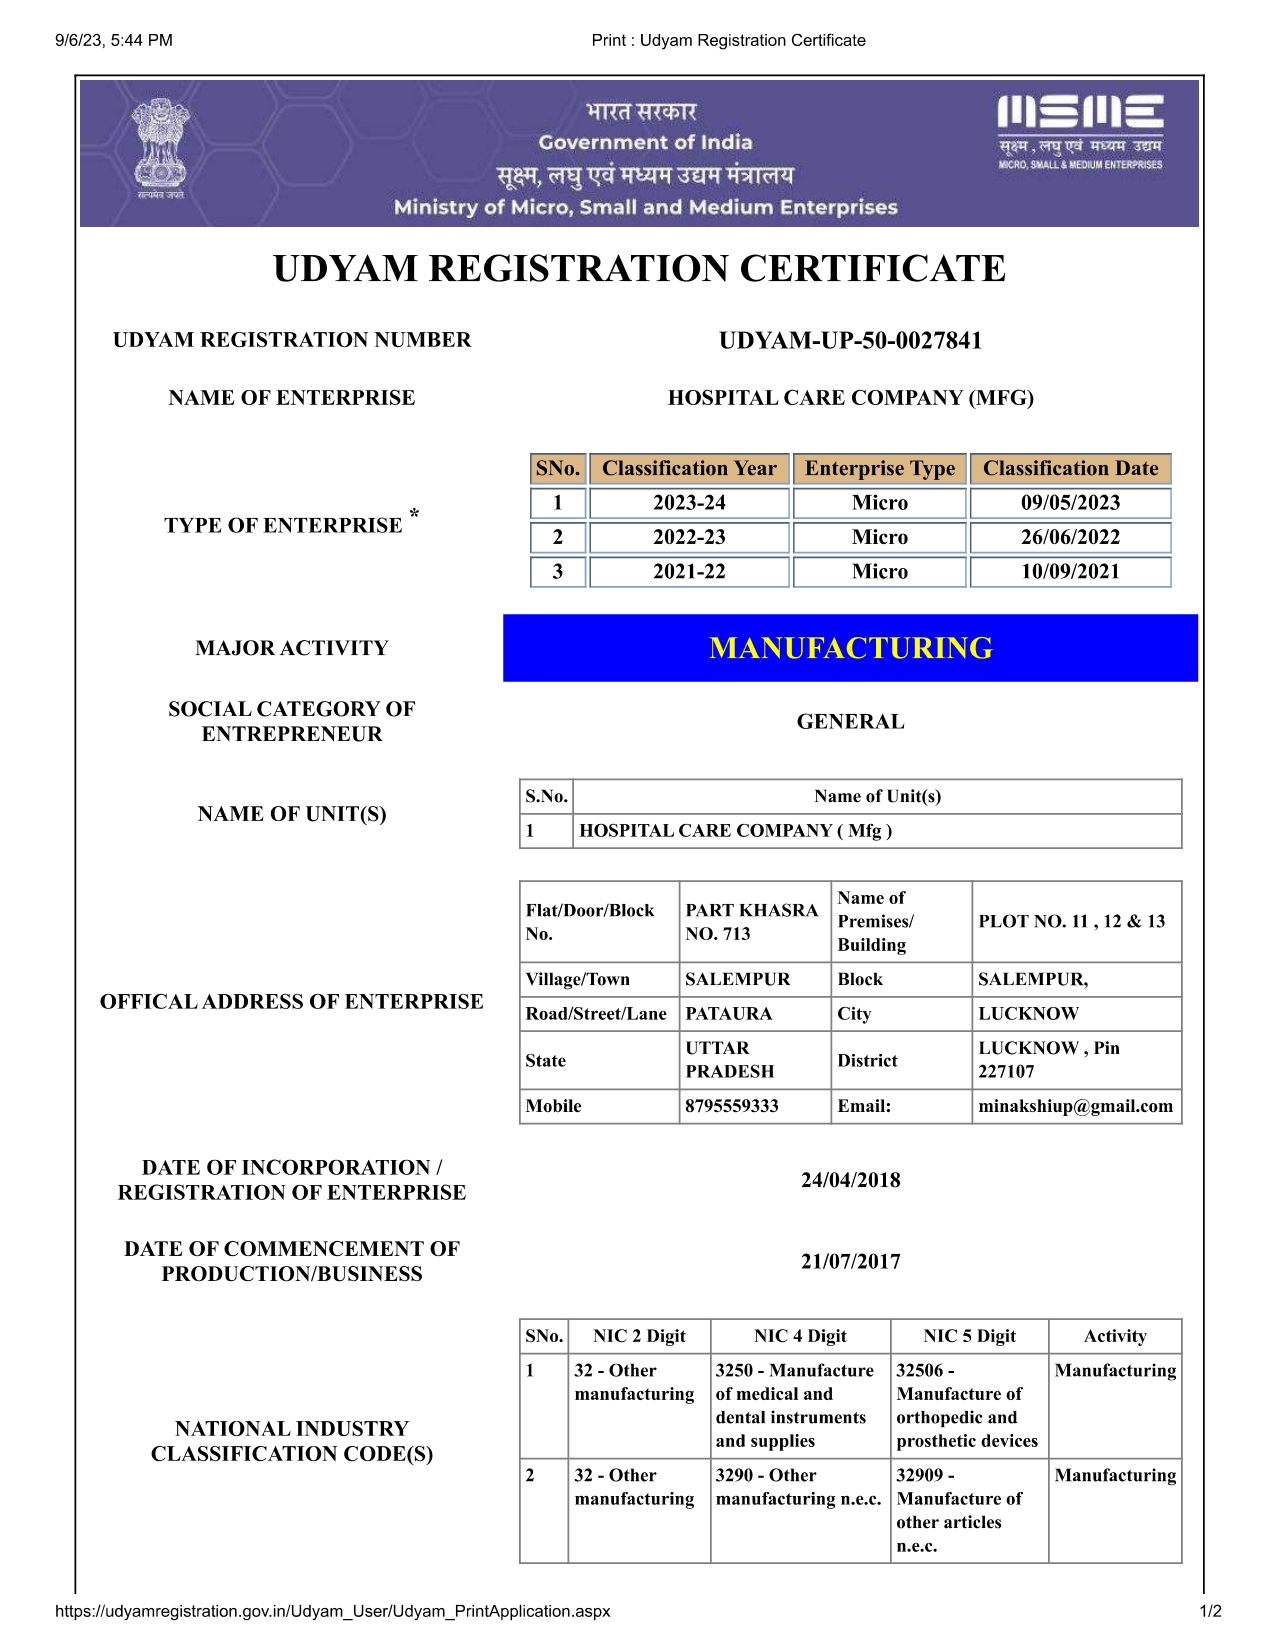 9/6/23, 5:44 PM Print : Udyam Registration Certificate
भारत सरकार
Government of India
सूक्ष्म, लघु एवं मध्यम उद्यम मंत्रालय
Ministry of Micro, Small and Medium Enterprises
सत्यमेव जयते
MSME
सूक्ष्म, लघु एवं मध्यम उद्यम
MICRO, SMALL & MEDIUM ENTERPRISES
UDYAM REGISTRATION CERTIFICATE
UDYAM REGISTRATION NUMBER UDYAM-UP-50-0027841
NAME OF ENTERPRISE HOSPITAL CARE COMPANY (MFG)
TYPE OF ENTERPRISE *
SNo. Classification Year Enterprise Type Classification Date
1 2023-24 Micro 09/05/2023
2 2022-23 Micro 26/06/2022
3 2021-22 Micro 10/09/2021
MAJOR ACTIVITY MANUFACTURING
SOCIAL CATEGORY OF
ENTREPRENEUR
GENERAL
NAME OF UNIT(S)
S.No. Name of Unit(s)
1 HOSPITAL CARE COMPANY ( Mfg )
OFFICAL ADDRESS OF ENTERPRISE
Flat/Door/Block
No.
PART KHASRA
NO. 713
Name of
Premises/
Building
PLOT NO. 11 , 12 & 13
Village/Town SALEMPUR Block SALEMPUR,
Road/Street/Lane PATAURA City LUCKNOW
State
UTTAR
PRADESH
District
LUCKNOW , Pin
227107
Mobile 8795559333 Email: minakshiup@gmail.com
DATE OF INCORPORATION /
REGISTRATION OF ENTERPRISE
24/04/2018
DATE OF COMMENCEMENT OF
PRODUCTION/BUSINESS
21/07/2017
NATIONAL INDUSTRY
CLASSIFICATION CODE(S)
SNo. NIC 2 Digit NIC 4 Digit NIC 5 Digit Activity
1
32 - Other
manufacturing
3250 - Manufacture
of medical and
dental instruments
and supplies
32506 -
Manufacture of
orthopedic and
prosthetic devices
Manufacturing
2
32 - Other
manufacturing
3290 - Other
manufacturing n.e.c.
32909 -
Manufacture of
other articles
n.e.c.
Manufacturing
https://udyamregistration.gov.in/Udyam_User/Udyam_PrintApplication.aspx 1/2